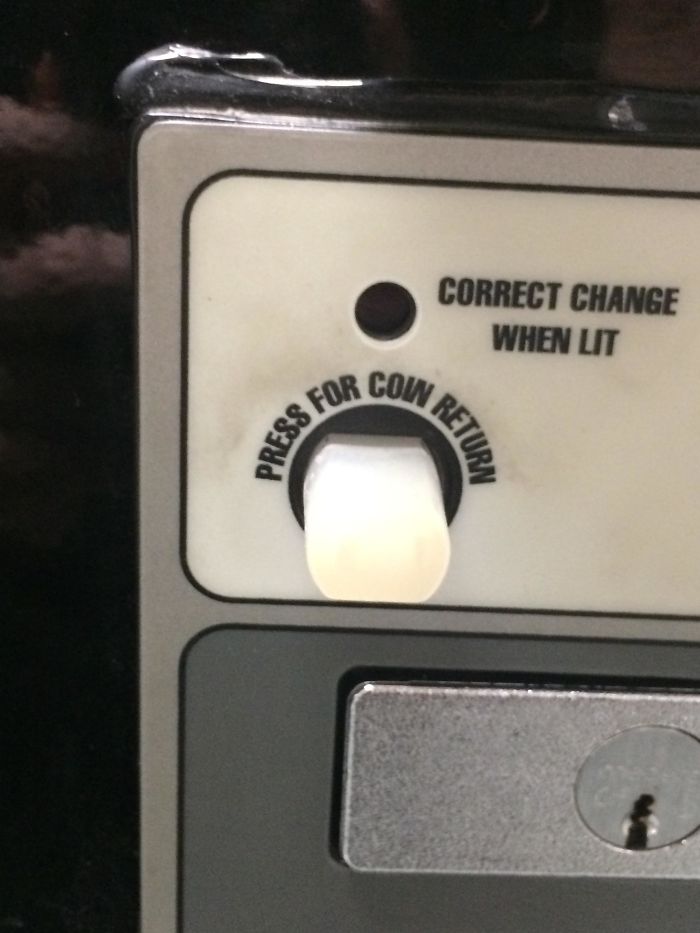 CORRECT CHANGE
WHEN LIT
PRESS FOR COIN RETURN